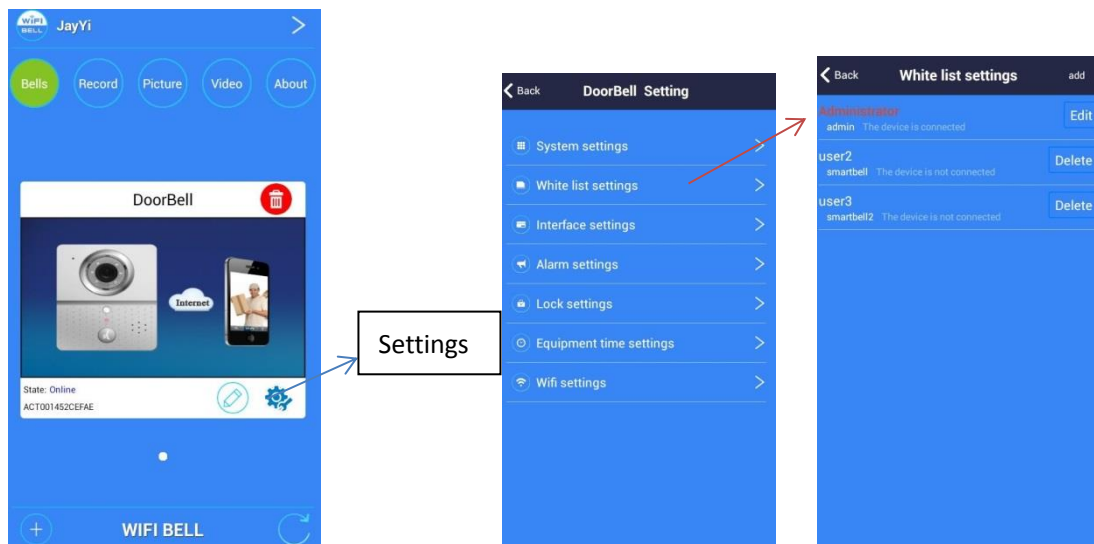 WiFi
BELL
JayYi
Bells
Record
Picture
Video
About
DoorBell
Internet
State: Online
ACT001452CEFAE
WIFI BELL
Settings
Back
DoorBell Setting
System settings
White list settings
Interface settings
Alarm settings
Lock settings
Equipment time settings
Wifi settings
Back
White list settings
add
Administrator
admin The device is connected
Edit
user2
smartbell The device is not connected
Delete
user3
smartbell2 The device is not connected
Delete